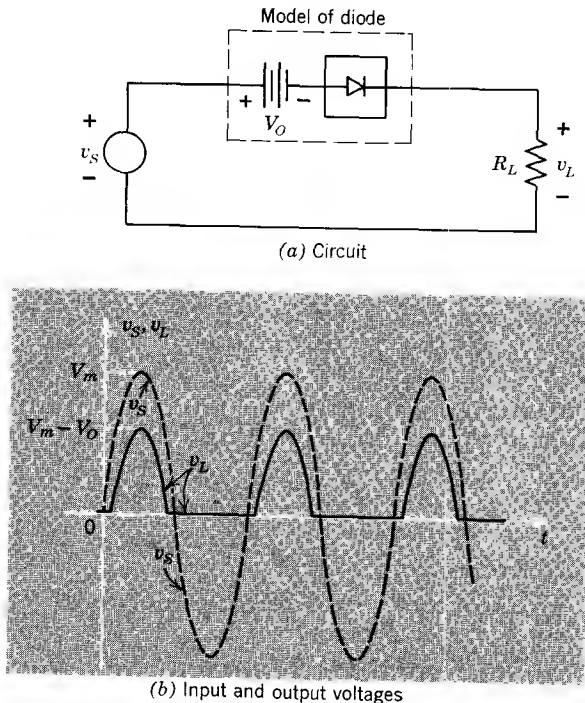 Model of diode
+ −
V_O
+
v_S
−
+
R_L v_L
−
(a) Circuit
v_S, v_L
V_m
v_S
V_m − V_O
v_L
0
t
v_S
(b) Input and output voltages